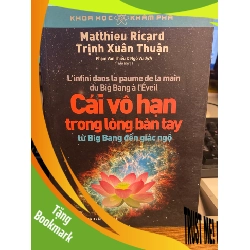 KHOA HỌC KHÁM PHÁ
Matthieu Ricard
Trịnh Xuân Thuận
L'infini dans la paume de la main
du Big Bang à l'Éveil
Cái vô hạn
trong lòng bàn tay
từ Big Bang đến giác ngộ
Tặng
Bookmark